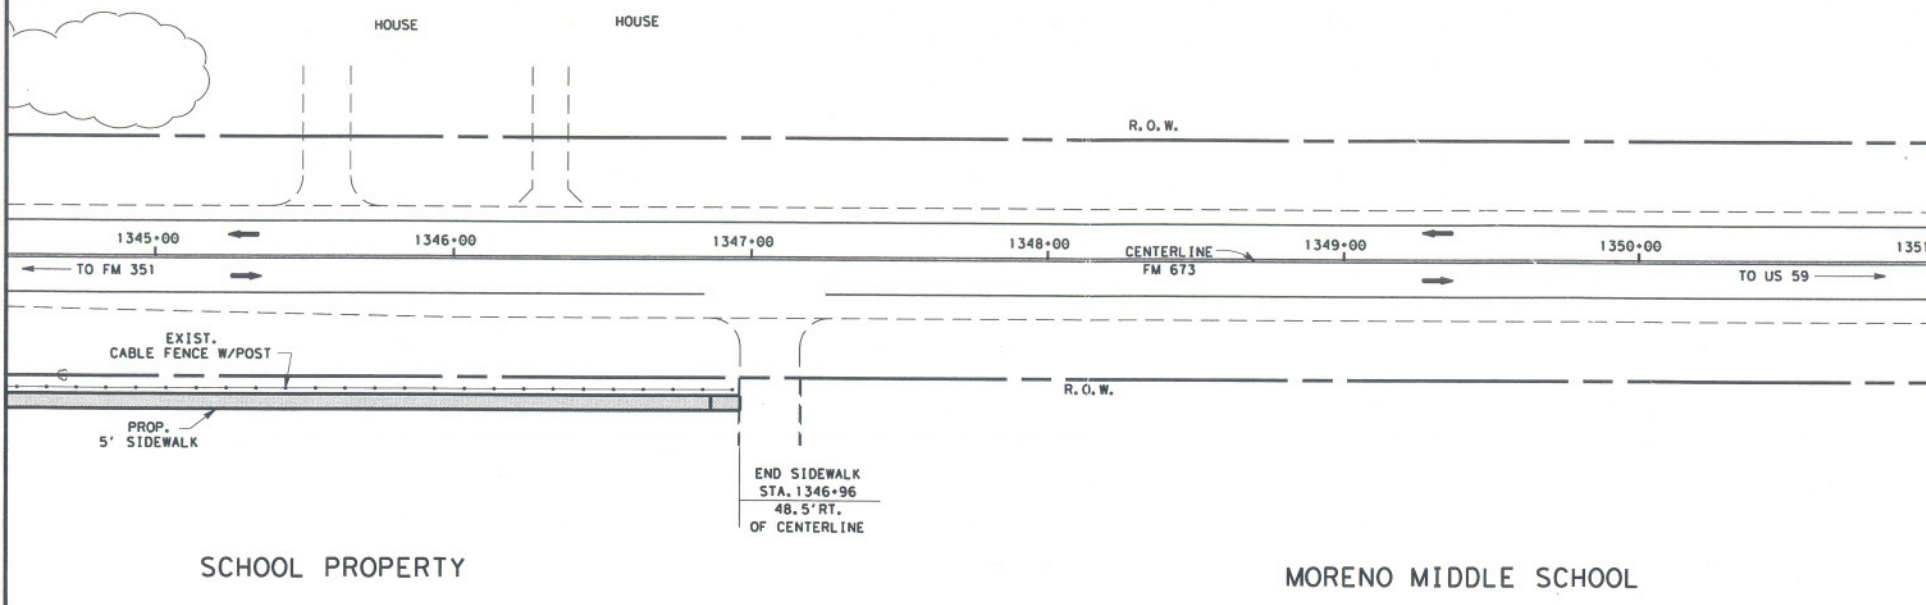 HOUSE
HOUSE
R.O.W.
1345+00
1346+00
1347+00
1348+00
CENTERLINE
FM 673
1349+00
1350+00
1351
TO FM 351
TO US 59
EXIST.
CABLE FENCE W/POST
R.O.W.
PROP.
5' SIDEWALK
END SIDEWALK
STA. 1346+96
48.5'RT.
OF CENTERLINE
SCHOOL PROPERTY
MORENO MIDDLE SCHOOL